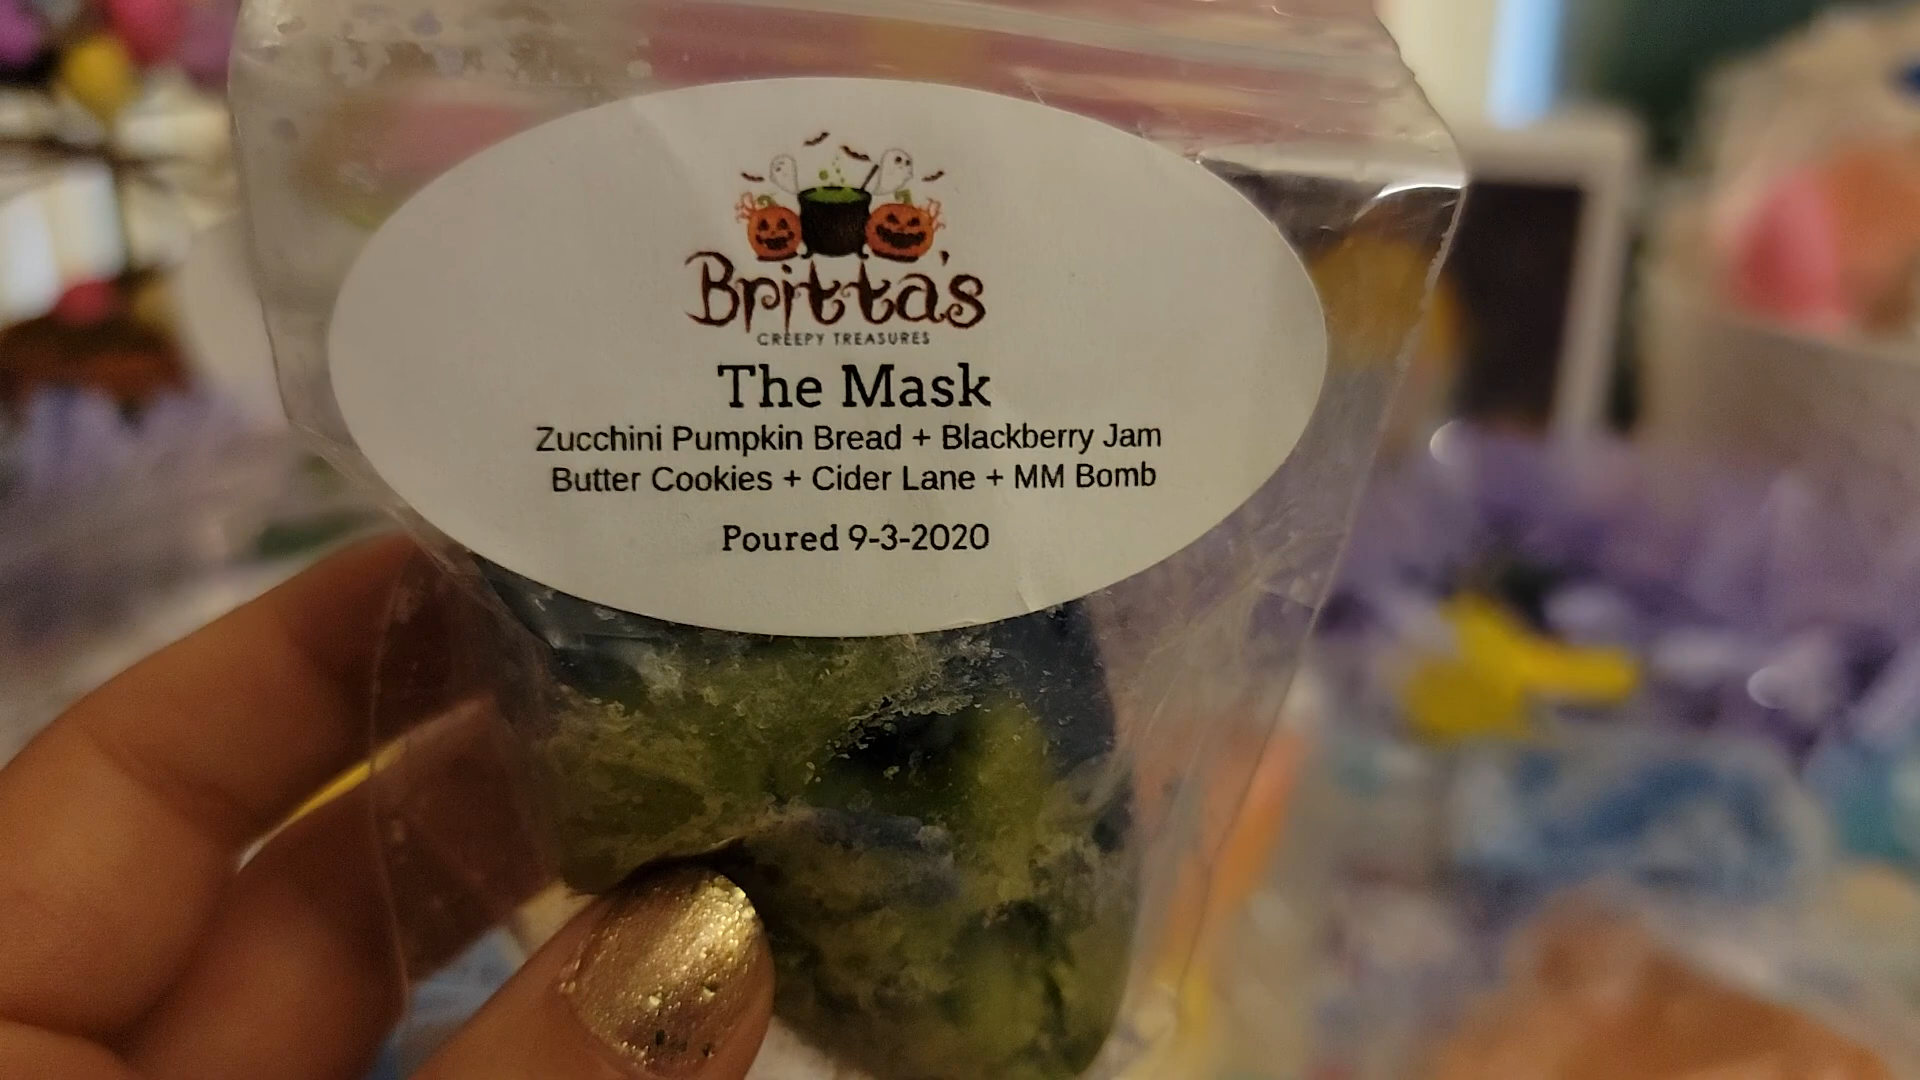 Britta's
CREEPY TREASURES
The Mask
Zucchini Pumpkin Bread + Blackberry Jam
Butter Cookies + Cider Lane + MM Bomb
Poured 9-3-2020